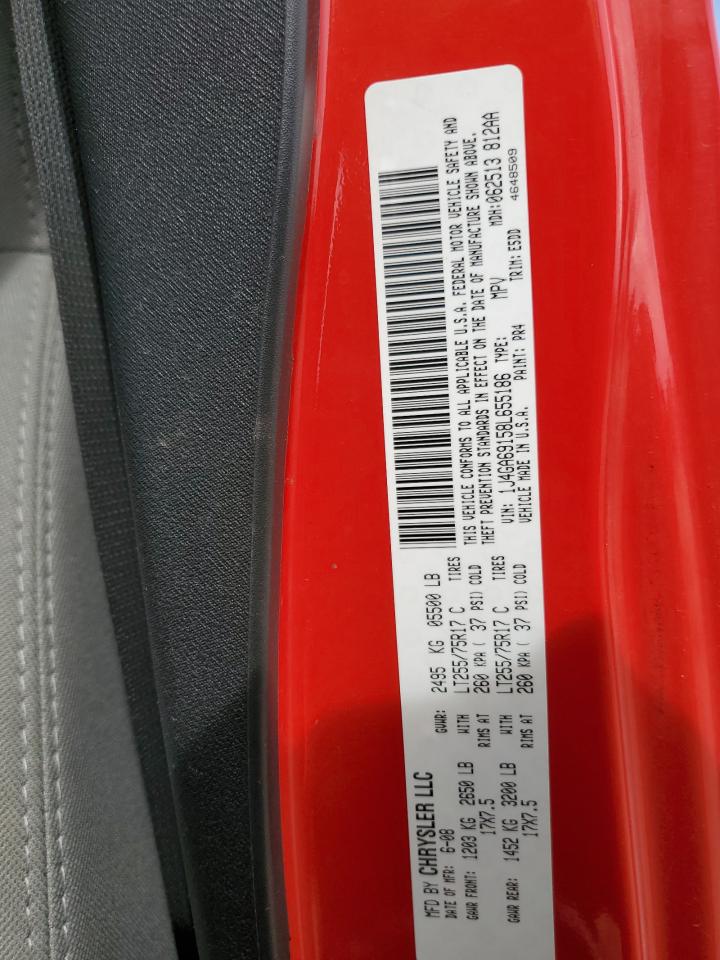 MFD BY CHRYSLER LLC
DATE OF MFR: 6-08 GVWR: 2495 KG 05500 LB
GAWR FRONT: 1203 KG 2650 LB WITH LT255/75R17 C TIRES
17X7.5 RIMS AT 260 KPA ( 37 PSI) COLD
GAWR REAR: 1452 KG 3200 LB WITH LT255/75R17 C TIRES
17X7.5 RIMS AT 260 KPA ( 37 PSI) COLD
THIS VEHICLE CONFORMS TO ALL APPLICABLE U.S.A. FEDERAL MOTOR VEHICLE SAFETY AND
THEFT PREVENTION STANDARDS IN EFFECT ON THE DATE OF MANUFACTURE SHOWN ABOVE.
VIN: 1J4GA69158L655186 TYPE: MPV MDH:062513 812AA
VEHICLE MADE IN U.S.A. PAINT: PR4 TRIM: E5DD 4648509